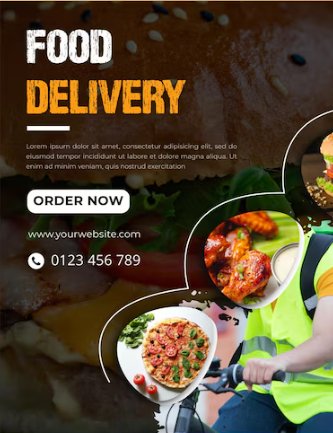 FOOD
DELIVERY
Lorem ipsum dolor sit amet, consectetur adipisicing elit, sed do
eiusmod tempor incididunt ut labore et dolore magna aliqua. Ut
enim ad minim veniam, quis nostrud exercitation
ORDER NOW
www.yourwebsite.com
0123 456 789